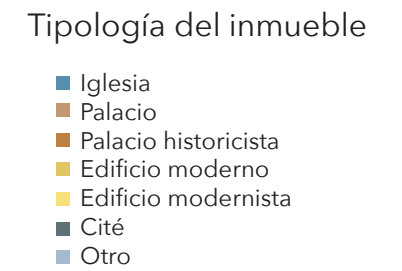 Tipología del inmueble
Iglesia
Palacio
Palacio historicista
Edificio moderno
Edificio modernista
Cité
Otro